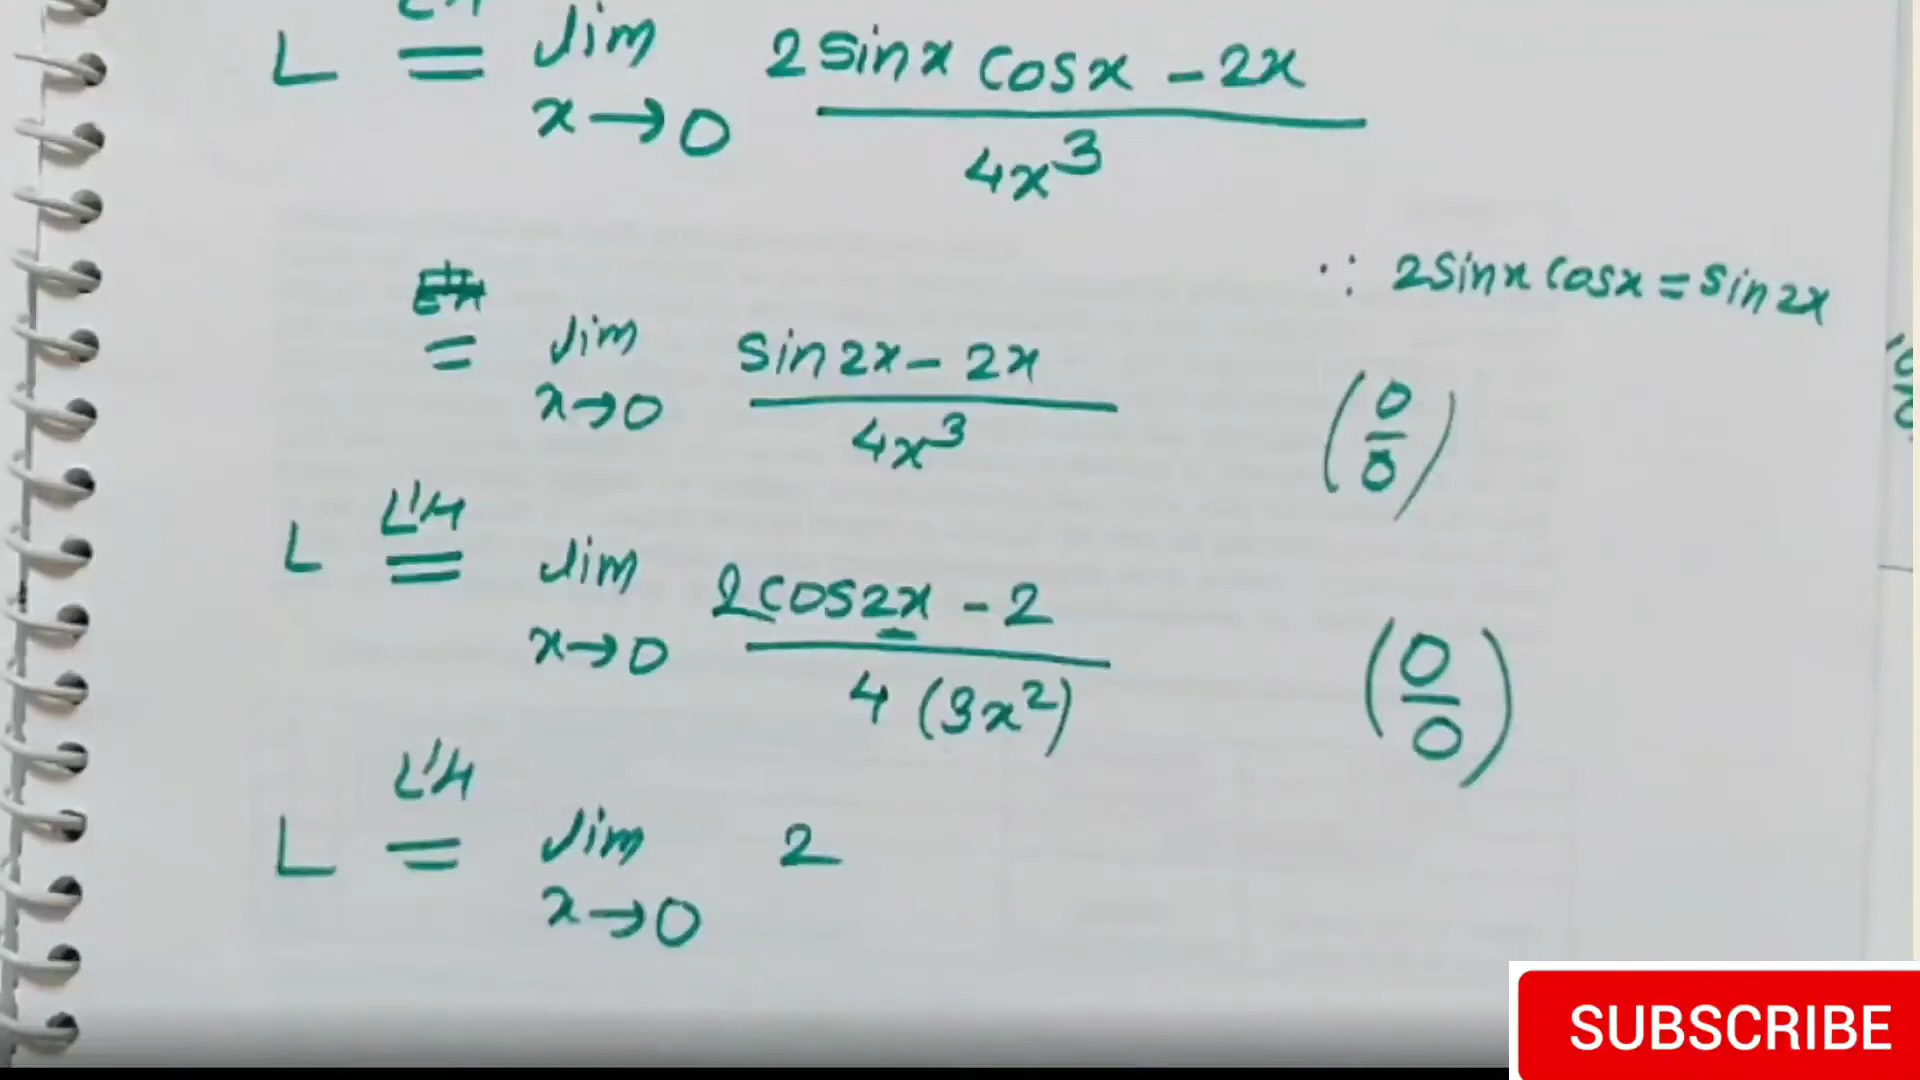 L = lim x→0 (2sinx cosx - 2x) / 4x³
∵ 2sinx cosx = sin2x
= lim x→0 (sin2x - 2x) / 4x³ (0/0)
L L'H = lim x→0 (2cos2x - 2) / 4(3x²) (0/0)
L L'H = lim x→0 2
SUBSCRIBE